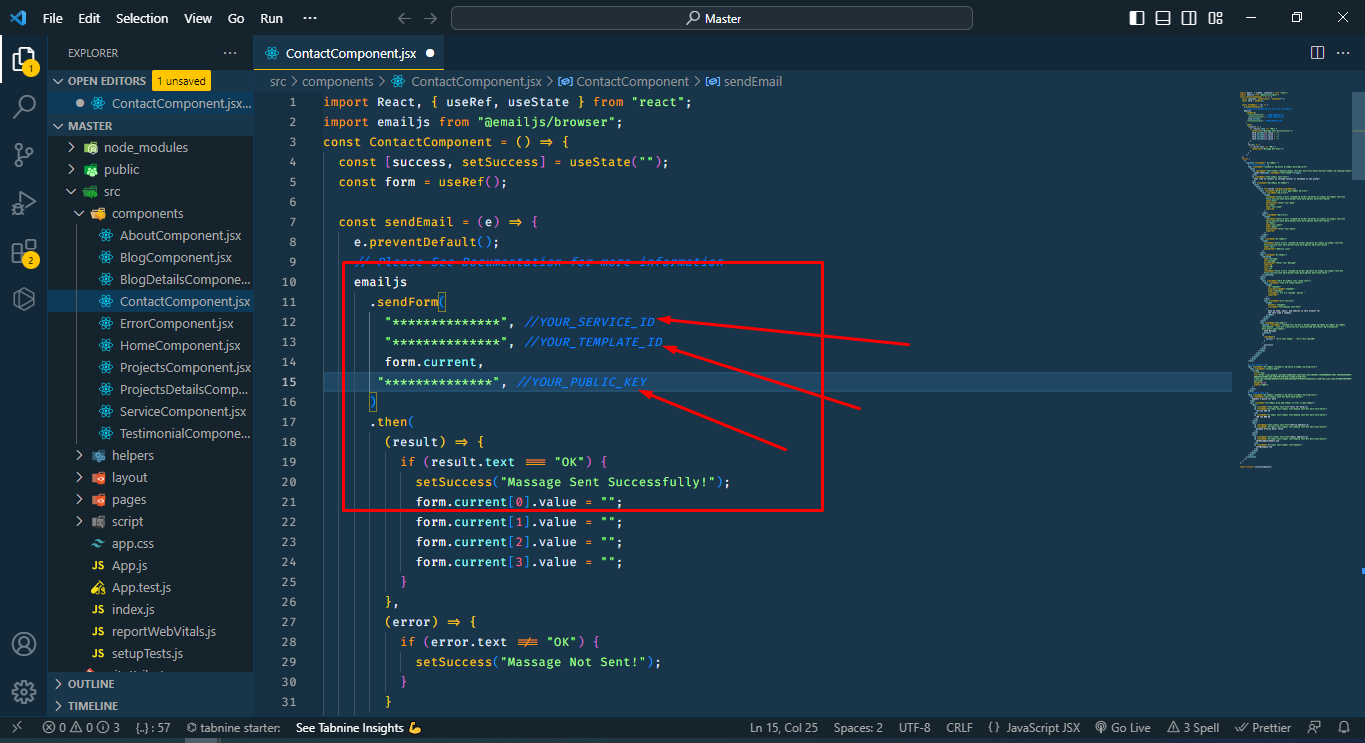 File Edit Selection View Go Run ···
Master
EXPLORER ···
ContactComponent.jsx
OPEN EDITORS 1 unsaved
ContactComponent.jsx...
MASTER
node_modules
public
src
components
AboutComponent.jsx
BlogComponent.jsx
BlogDetailsCompone...
ContactComponent.jsx
ErrorComponent.jsx
HomeComponent.jsx
ProjectsComponent.jsx
ProjectsDetailsComp...
ServiceComponent.jsx
TestimonialCompone...
helpers
layout
pages
script
app.css
JS App.js
App.test.js
JS index.js
JS reportWebVitals.js
JS setupTests.js
OUTLINE
TIMELINE
1
2
src > components > ContactComponent.jsx > ContactComponent > sendEmail
1 import React, { useRef, useState } from "react";
2 import emailjs from "@emailjs/browser";
3 const ContactComponent = () => {
4 const [success, setSuccess] = useState("");
5 const form = useRef();
6
7 const sendEmail = (e) => {
8 e.preventDefault();
9 // Please See Documentation for more information
10 emailjs
11 .sendForm(
12 "**************", //YOUR_SERVICE_ID
13 "**************", //YOUR_TEMPLATE_ID
14 form.current,
15 "**************", //YOUR_PUBLIC_KEY
16 )
17 .then(
18 (result) => {
19 if (result.text === "OK") {
20 setSuccess("Massage Sent Successfully!");
21 form.current[0].value = "";
22 form.current[1].value = "";
23 form.current[2].value = "";
24 form.current[3].value = "";
25 }
26 },
27 (error) => {
28 if (error.text !== "OK") {
29 setSuccess("Massage Not Sent!");
30 }
31 }
0 0 3 {..} : 57 tabnine starter: See Tabnine Insights 💪 Ln 15, Col 25 Spaces: 2 UTF-8 CRLF {} JavaScript JSX Go Live 3 Spell Prettier